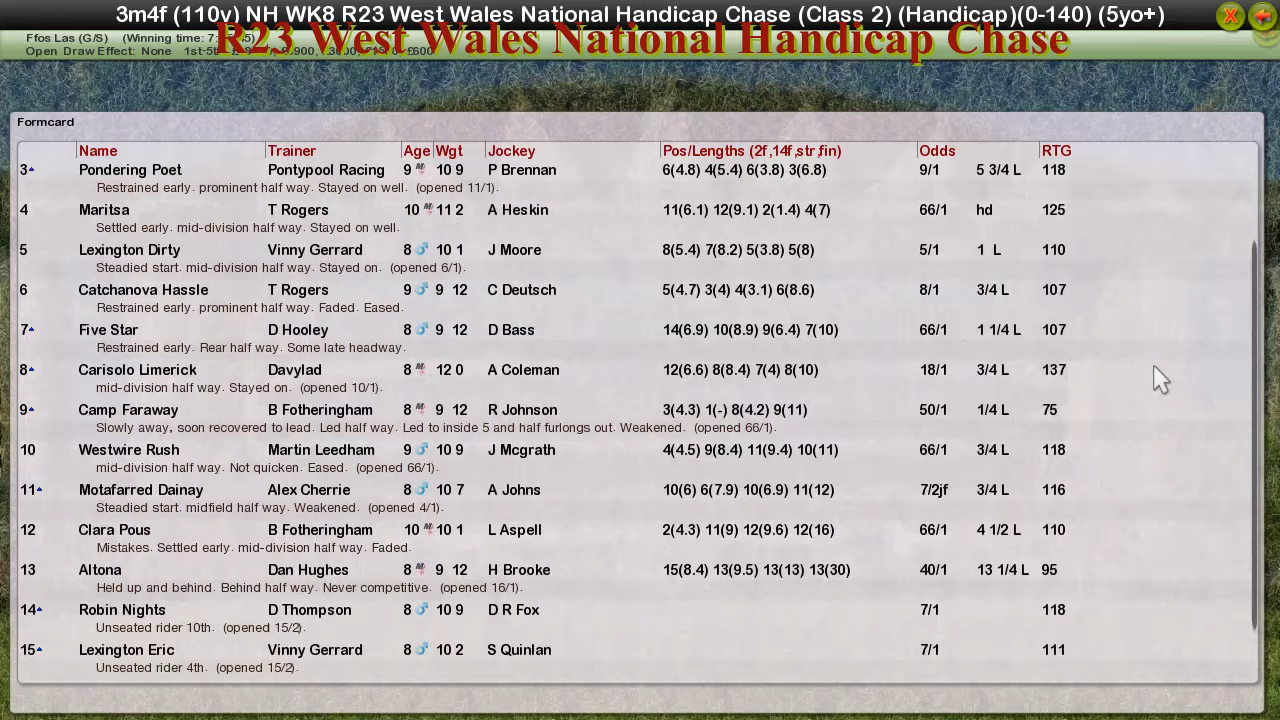 3m4f (110y) NH WK8 R23 West Wales National Handicap Chase (Class 2) (Handicap)(0-140) (5yo+)
R23 West Wales National Handicap Chase
Ffos Las (G/S) (Winning time:
Open Draw Effect: None 1st-5th
Formcard
Name Trainer Age Wgt Jockey Pos/Lengths (2f,14f,str,fin) Odds RTG
3 Pondering Poet Pontypool Racing 9 10 9 P Brennan 6(4.8) 4(5.4) 6(3.8) 3(6.8) 9/1 5 3/4 L 118
Restrained early. prominent half way. Stayed on well. (opened 11/1).
4 Maritsa T Rogers 10 11 2 A Heskin 11(6.1) 12(9.1) 2(1.4) 4(7) 66/1 hd 125
Settled early. mid-division half way. Stayed on well.
5 Lexington Dirty Vinny Gerrard 8 10 1 J Moore 8(5.4) 7(8.2) 5(3.8) 5(8) 5/1 1 L 110
Steadied start. mid-division half way. Stayed on. (opened 6/1).
6 Catchanova Hassle T Rogers 9 9 12 C Deutsch 5(4.7) 3(4) 4(3.1) 6(8.6) 8/1 3/4 L 107
Restrained early. prominent half way. Faded. Eased.
7 Five Star D Hooley 8 9 12 D Bass 14(6.9) 10(8.9) 9(6.4) 7(10) 66/1 1 1/4 L 107
Restrained early. Rear half way. Some late headway.
8 Carisolo Limerick Davylad 8 12 0 A Coleman 12(6.6) 8(8.4) 7(4) 8(10) 18/1 3/4 L 137
mid-division half way. Stayed on. (opened 10/1).
9 Camp Faraway B Fotheringham 8 9 12 R Johnson 3(4.3) 1(-) 8(4.2) 9(11) 50/1 1/4 L 75
Slowly away, soon recovered to lead. Led half way. Led to inside 5 and half furlongs out. Weakened. (opened 66/1).
10 Westwire Rush Martin Leedham 9 10 9 J Mcgrath 4(4.5) 9(8.4) 11(9.4) 10(11) 66/1 3/4 L 118
mid-division half way. Not quicken. Eased. (opened 66/1).
11 Motafarred Dainay Alex Cherrie 8 10 7 A Johns 10(6) 6(7.9) 10(6.9) 11(12) 7/2jf 3/4 L 116
Steadied start. midfield half way. Weakened. (opened 4/1).
12 Clara Pous B Fotheringham 10 10 1 L Aspell 2(4.3) 11(9) 12(9.6) 12(16) 66/1 4 1/2 L 110
Mistakes. Settled early. mid-division half way. Faded.
13 Altona Dan Hughes 8 9 12 H Brooke 15(8.4) 13(9.5) 13(13) 13(30) 40/1 13 1/4 L 95
Held up and behind. Behind half way. Never competitive. (opened 16/1).
14 Robin Nights D Thompson 8 10 9 D R Fox 7/1 118
Unseated rider 10th. (opened 15/2).
15 Lexington Eric Vinny Gerrard 8 10 2 S Quinlan 7/1 111
Unseated rider 4th. (opened 15/2).